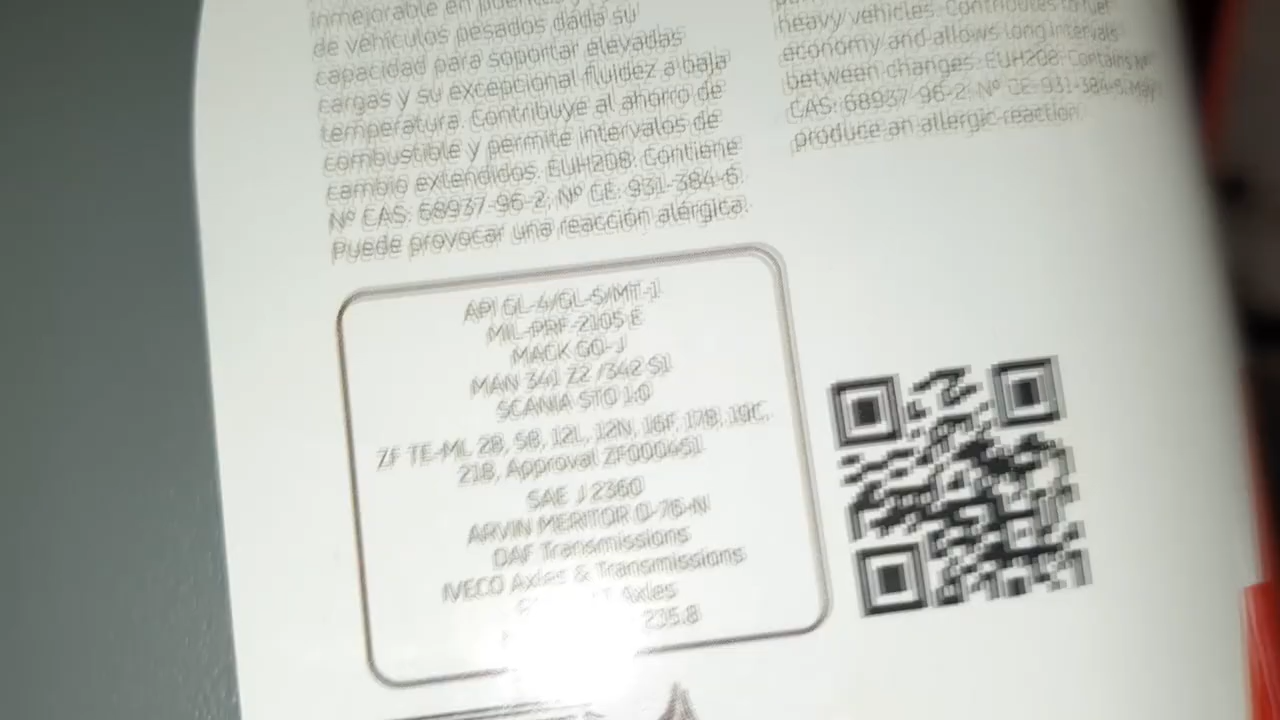 inmejorable en puentes y
de vehículos pesados dada su
capacidad para soportar elevadas
cargas y su excepcional fluidez a baja
temperatura. Contribuye al ahorro de
combustible y permite intervalos de
cambio extendidos. EUH208: Contiene
Nº CAS: 68937-96-2; Nº CE: 931-384-6.
Puede provocar una reacción alérgica.
heavy vehicles. Contributes to fuel
economy and allows long intervals
between changes. EUH208: Contains Nº
CAS: 68937-96-2; Nº CE: 931-384-6. May
produce an allergic reaction.
API GL-4/GL-5/MT-1
MIL-PRF-2105 E
MACK GO-J
MAN 341 Z2 /342 S1
SCANIA STO 1:0
ZF TE-ML 2B, 5B, 12L, 12N, 16F, 17B, 19C,
21B, Approval ZF000451
SAE J 2360
ARVIN MERITOR O-76-N
DAF Transmissions
IVECO Axles & Transmissions
Axles
235.8